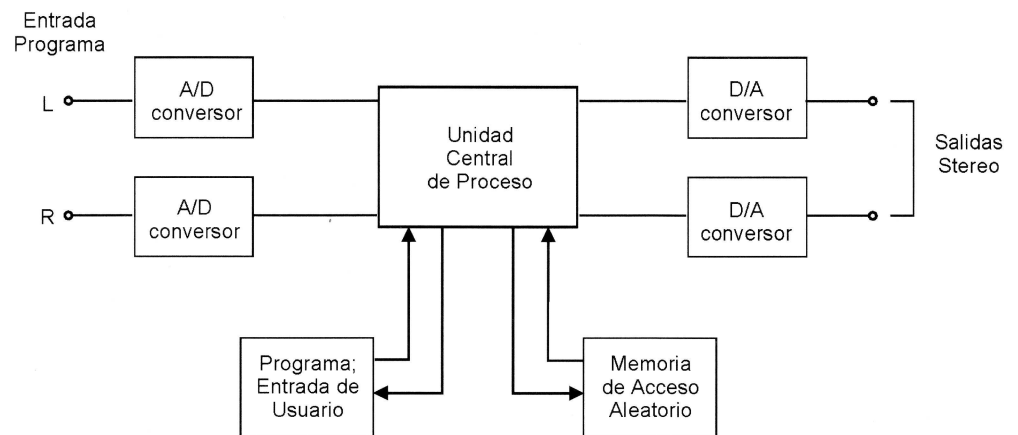 Entrada
Programa
L
A/D
conversor
Unidad
Central
de Proceso
D/A
conversor
Salidas
Stereo
R
A/D
conversor
D/A
conversor
Programa;
Entrada de
Usuario
Memoria
de Acceso
Aleatorio